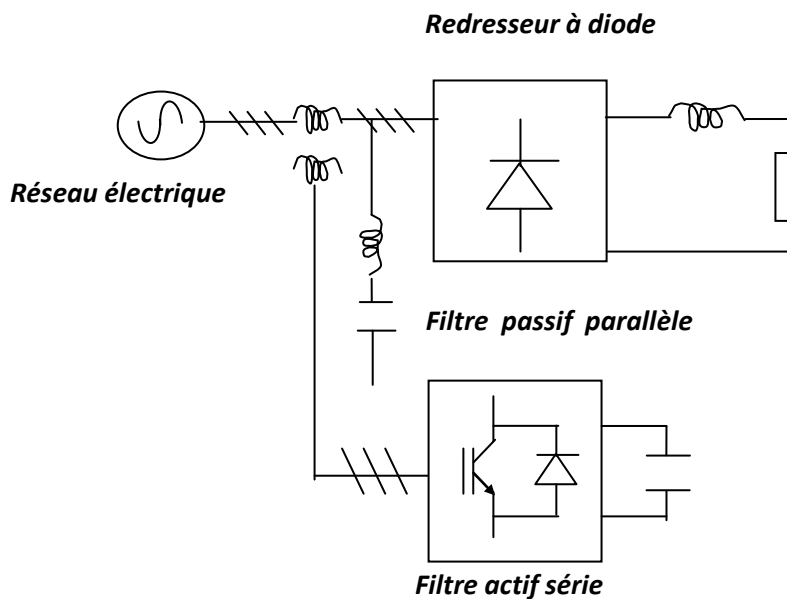 Redresseur à diode
Réseau électrique
Filtre passif parallèle
Filtre actif série